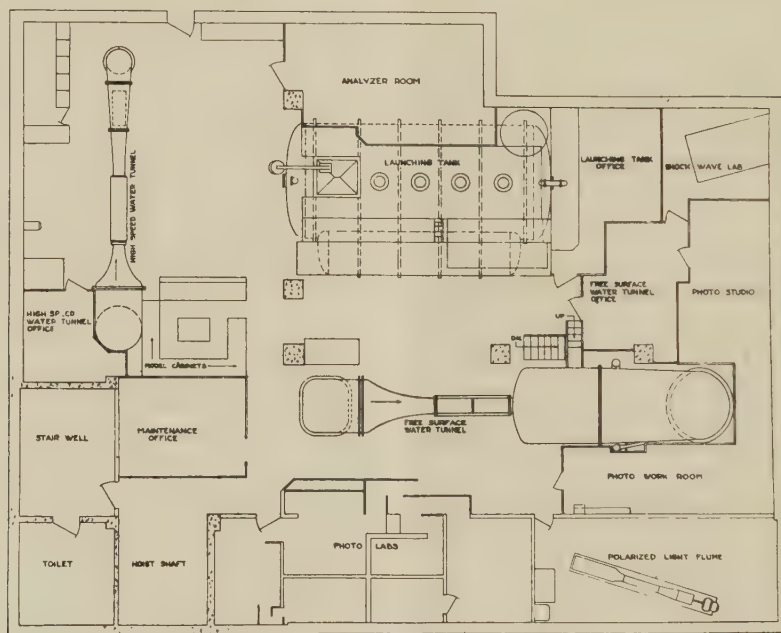 ANALYZER ROOM
LAUNCHING TANK
LAUNCHING TANK
OFFICE
SHOCK WAVE LAB
HIGH SPEED WATER TUNNEL
FREE SURFACE
WATER TUNNEL
OFFICE
PHOTO STUDIO
HIGH SPEED
WATER TUNNEL
OFFICE
UP
DN.
MODEL CABINETS
STAIR WELL
MAINTENANCE
OFFICE
FREE SURFACE
WATER TUNNEL
PHOTO WORK ROOM
PHOTO LABS
POLARIZED LIGHT FLUME
TOILET
HOIST SHAFT